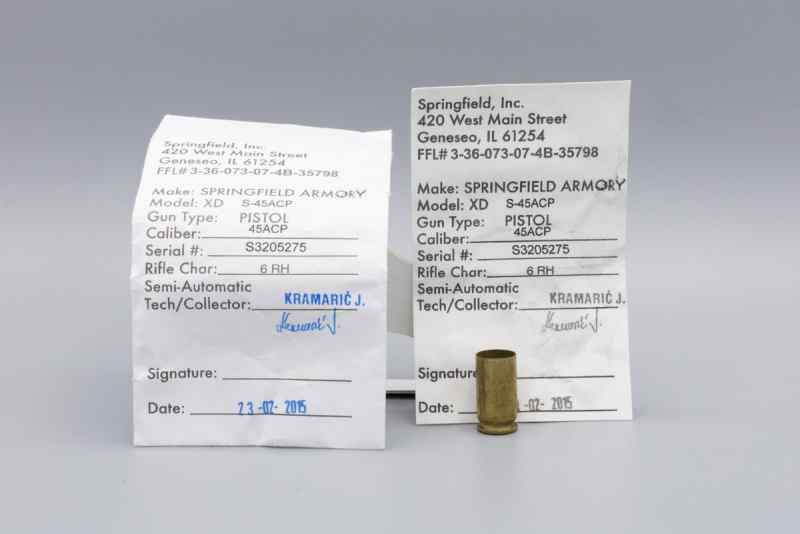 Springfield, Inc.
420 West Main Street
Geneseo, IL 61254
FFL# 3-36-073-07-4B-35798
Make: SPRINGFIELD ARMORY
Model: XD S-45ACP
Gun Type: PISTOL
Caliber: 45ACP
Serial #: S3205275
Rifle Char: 6 RH
Semi-Automatic
Tech/Collector: KRAMARIĆ J.
Kramarić J.
Signature:
Date: 23-02-2015
Springfield, Inc.
420 West Main Street
Geneseo, IL 61254
FFL# 3-36-073-07-4B-35798
Make: SPRINGFIELD ARMORY
Model: XD S-45ACP
Gun Type: PISTOL
Caliber: 45ACP
Serial #: S3205275
Rifle Char: 6 RH
Semi-Automatic
Tech/Collector: KRAMARIĆ J.
Kramarić J.
Date: -02-2015